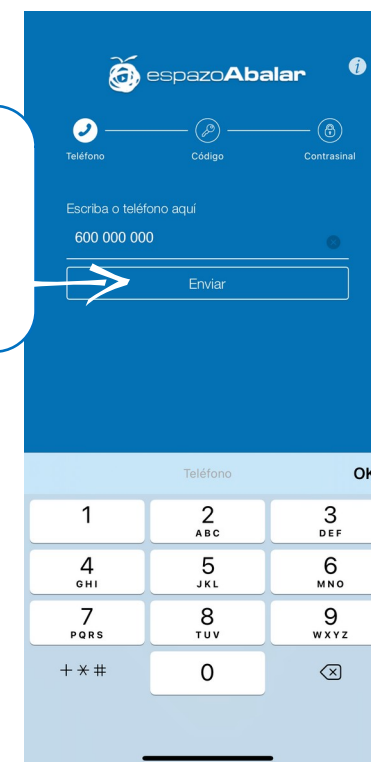 espazoAbalar
i
Teléfono Código Contrasinal
Escriba o teléfono aquí
600 000 000
Enviar
Teléfono
OK
1 2 3
ABC DEF
4 5 6
GHI JKL MNO
7 8 9
PQRS TUV WXYZ
+*# 0